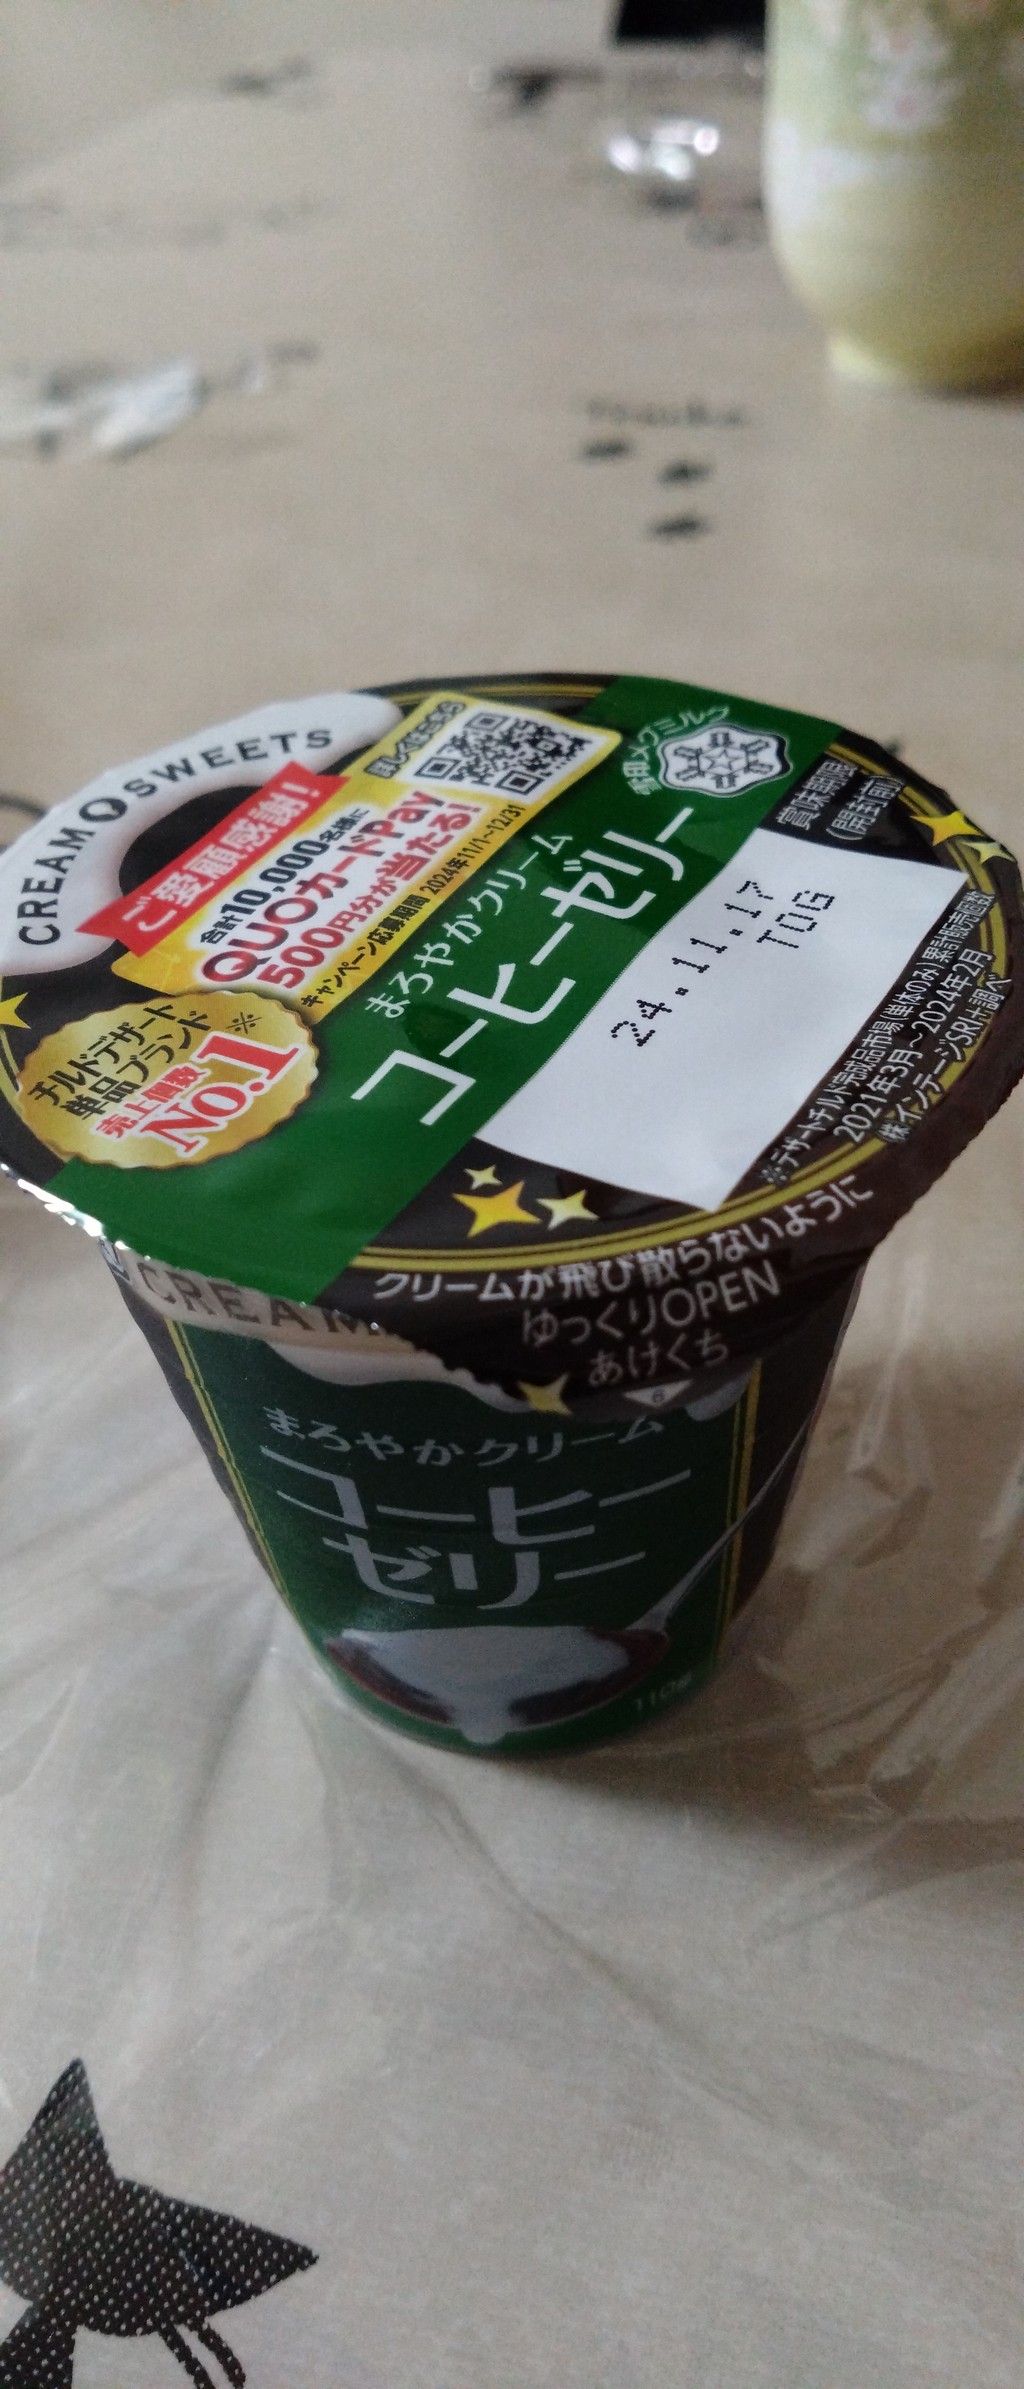 CREAM SWEETS
ご愛顧感謝!
合計10,000名様に
QUOカードPay
500円分が当たる!
キャンペーン応募期間 2024年11/1~12/31
詳しくはこちら
雪印メグミルク
まろやかクリーム
コーヒーゼリー
賞味期限
(開封前)
24.11.17
TOG
チルドデザート
単品ブランド※
売上個数
No.1
※デザートチルド完成品市場(単体のみ)累計販売個数
2021年3月~2024年2月
(株)インテージSRI+調べ
クリームが飛び散らないように
ゆっくりOPEN
あけくち
6
CREAM
まろやかクリーム
コーヒー
ゼリー
110g